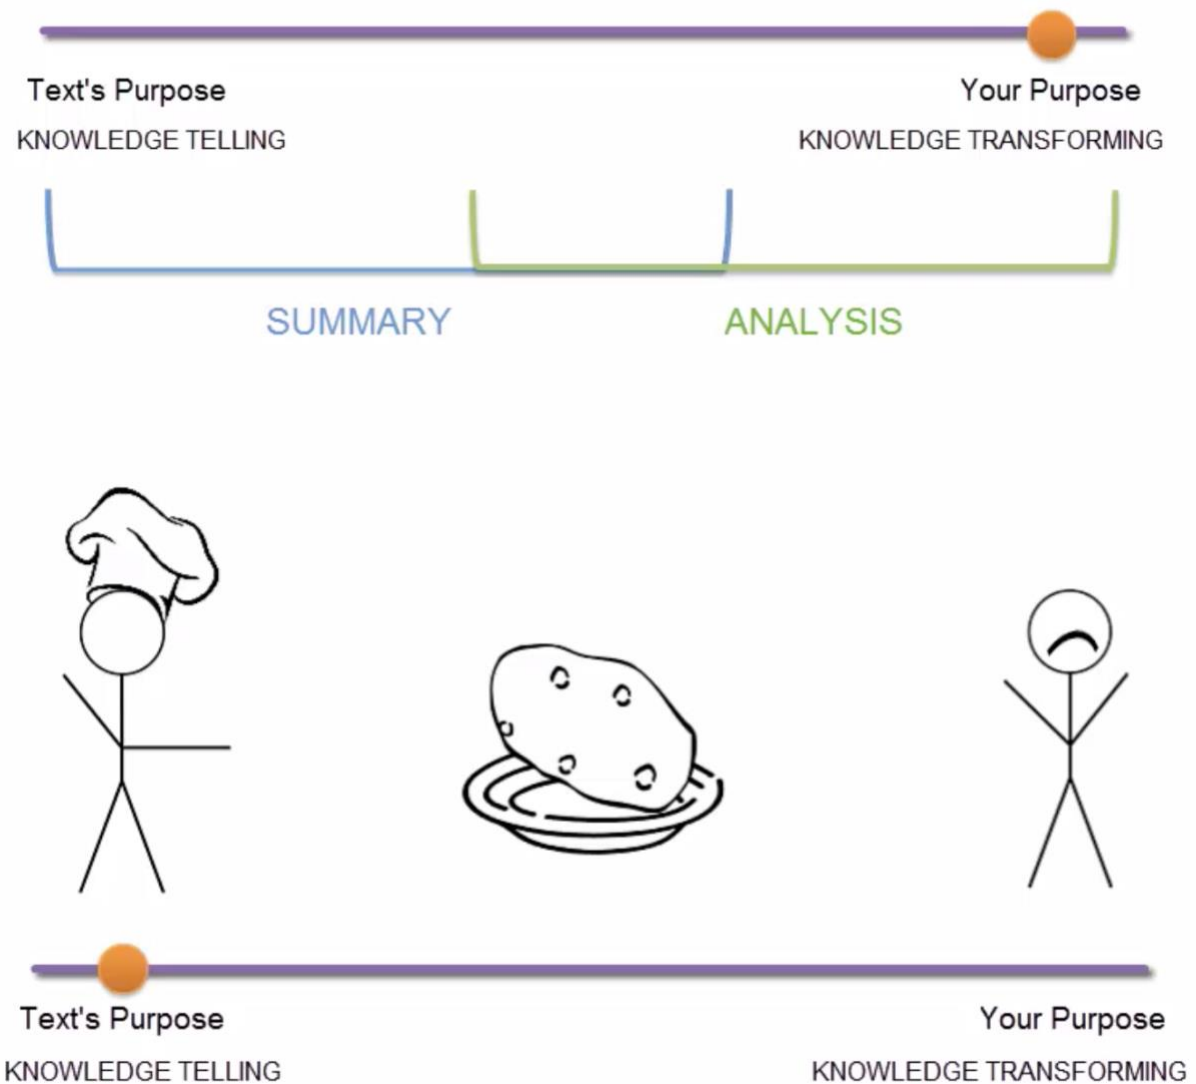 Text's Purpose
Your Purpose
KNOWLEDGE TELLING
KNOWLEDGE TRANSFORMING
SUMMARY
ANALYSIS
Text's Purpose
Your Purpose
KNOWLEDGE TELLING
KNOWLEDGE TRANSFORMING